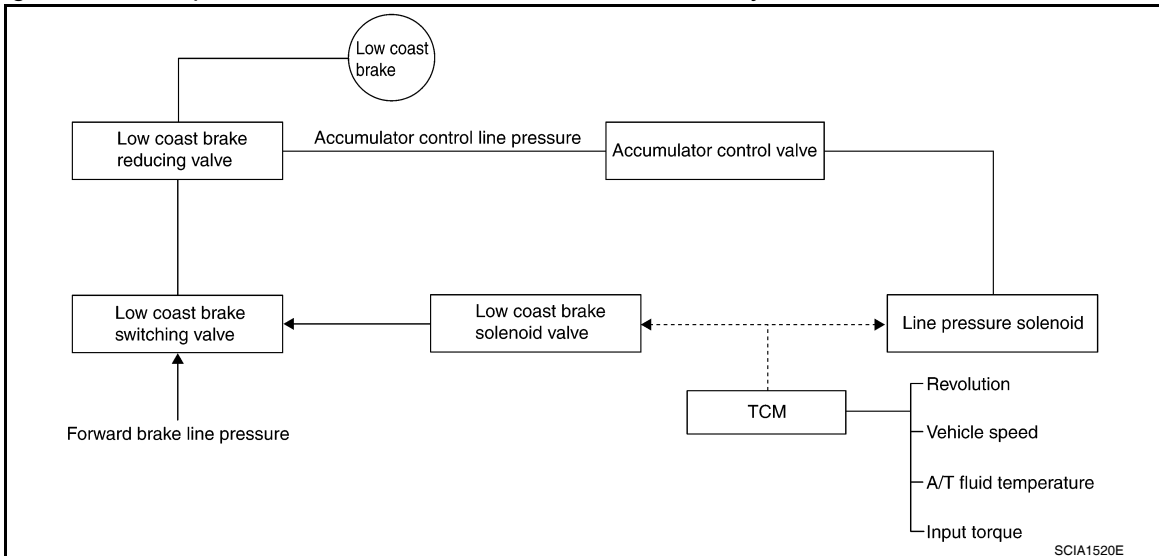 Low coast
brake
Low coast brake
reducing valve
Accumulator control line pressure
Accumulator control valve
Low coast brake
switching valve
Low coast brake
solenoid valve
Line pressure solenoid
TCM
Revolution
Vehicle speed
A/T fluid temperature
Input torque
Forward brake line pressure
SCIA1520E